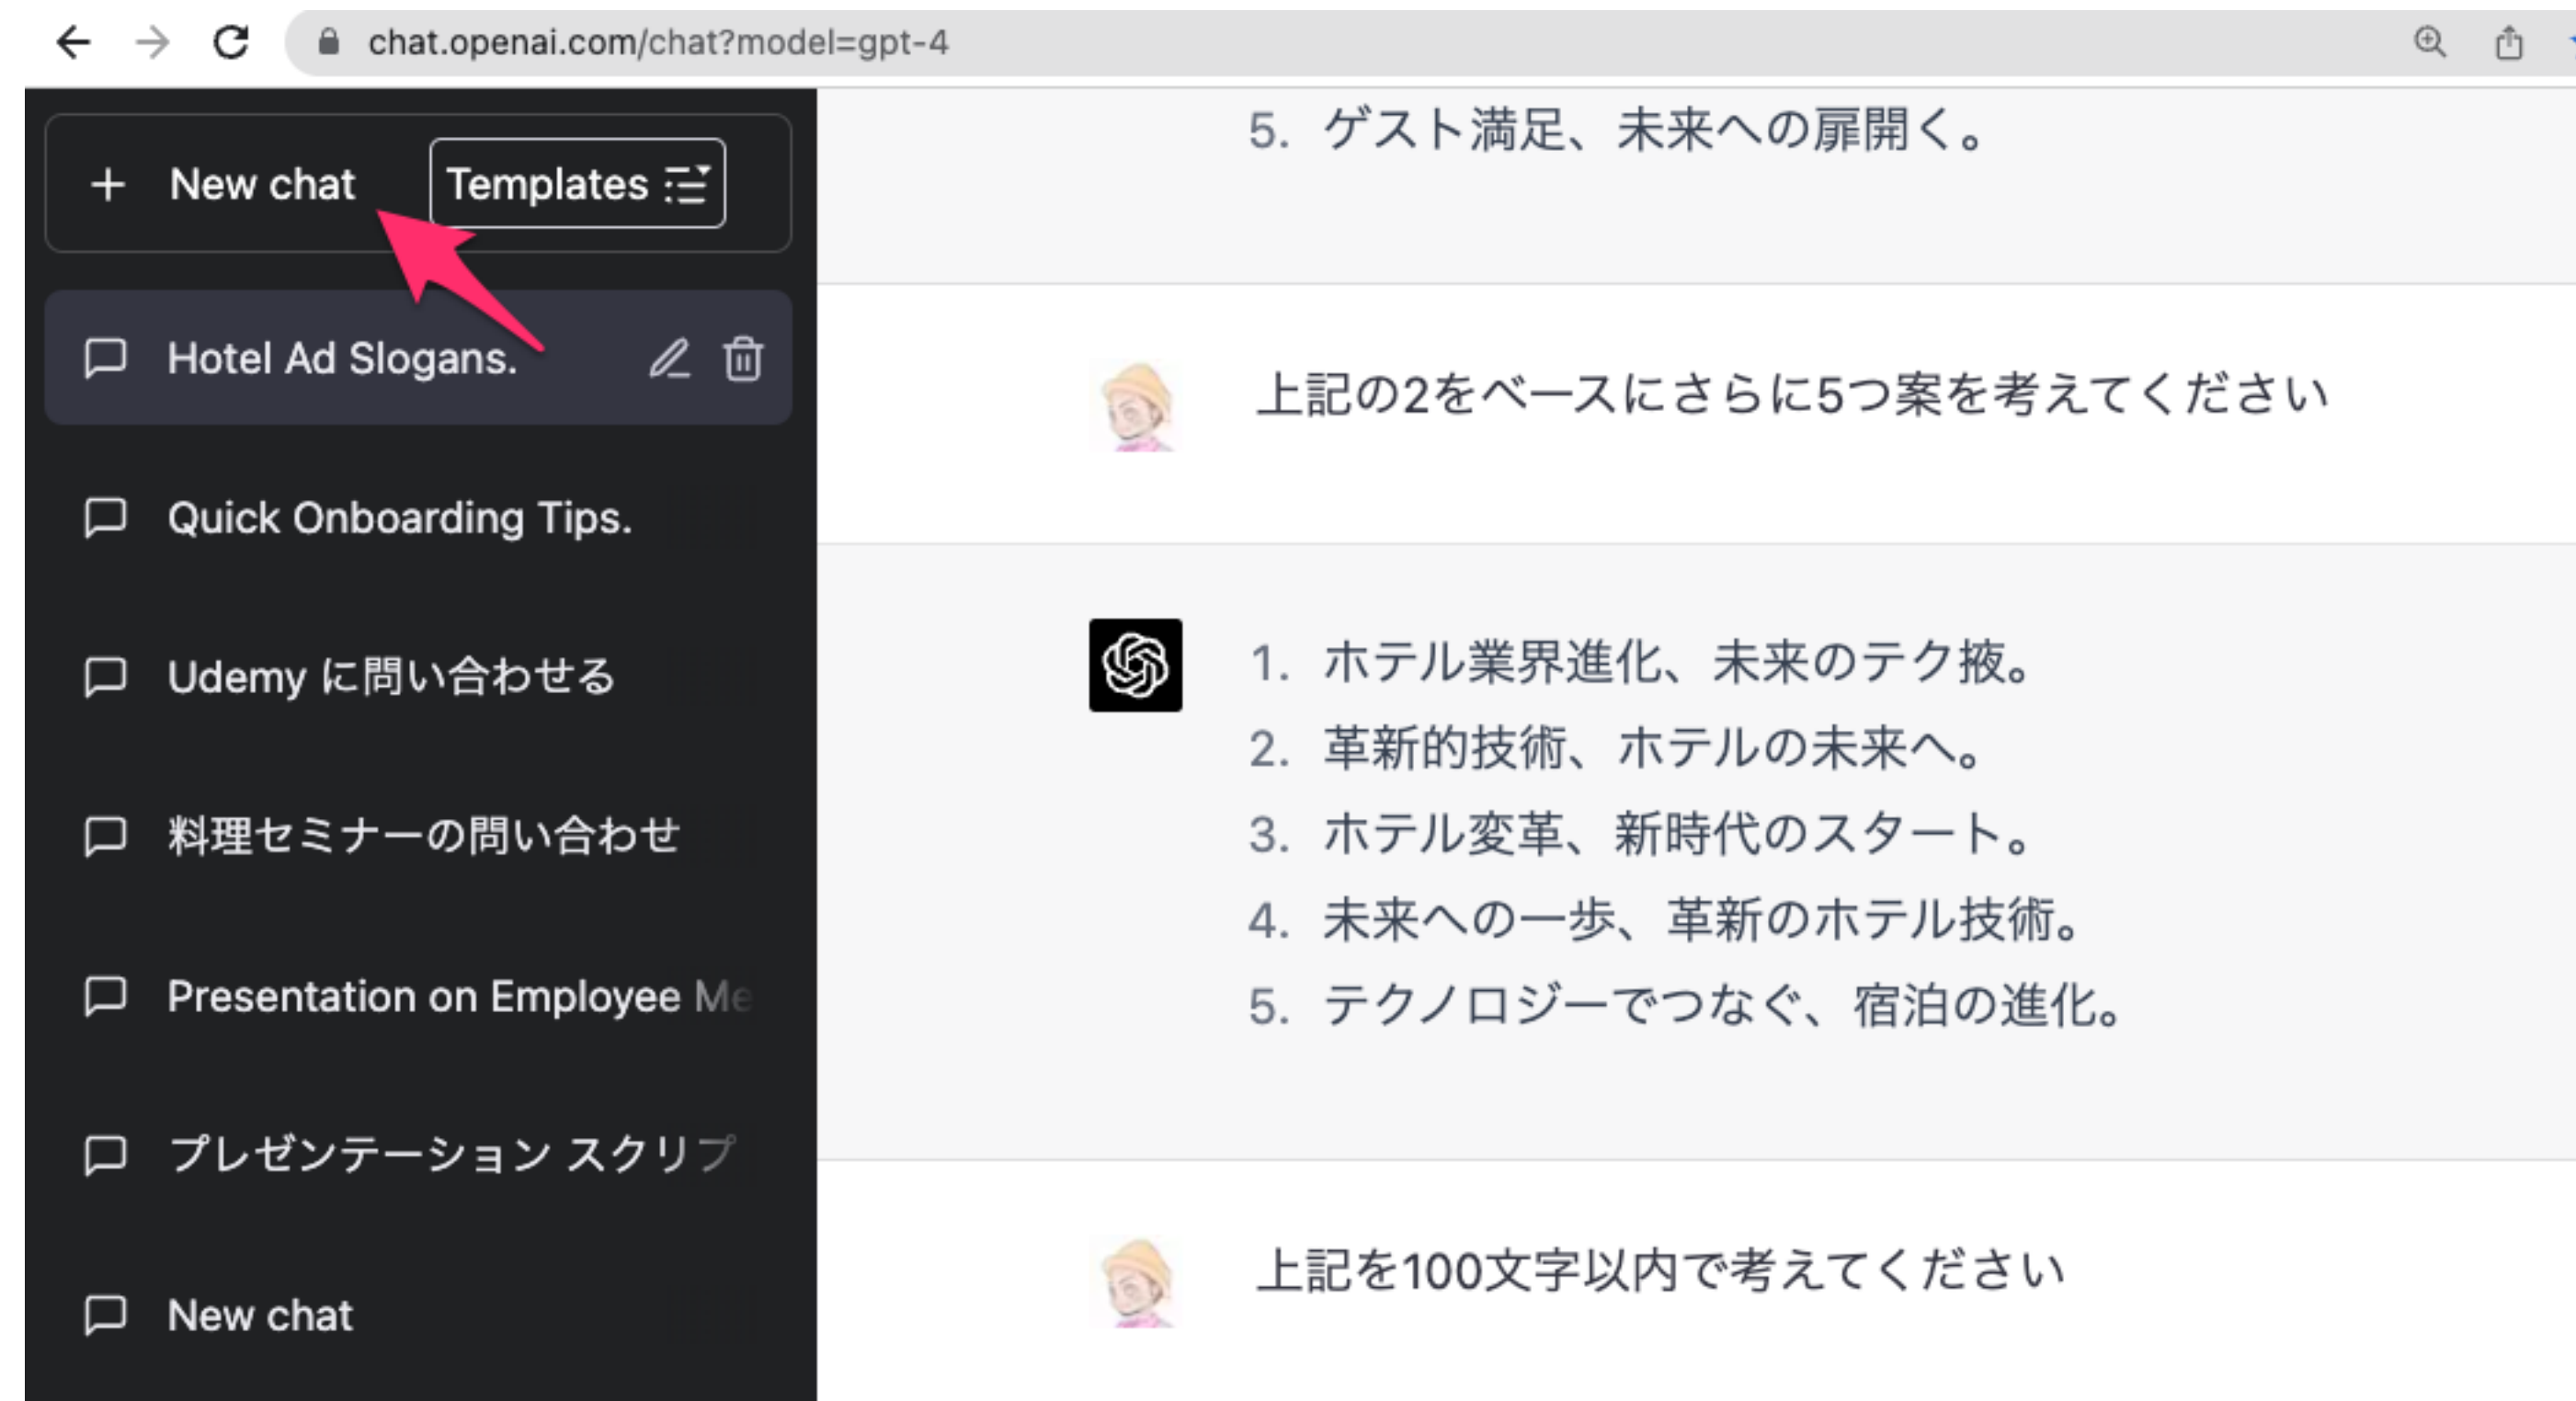 chat.openai.com/chat?model=gpt-4
New chat
Templates
Hotel Ad Slogans.
Quick Onboarding Tips.
Udemy に問い合わせる
料理セミナーの問い合わせ
Presentation on Employee Me
プレゼンテーション スクリプ
New chat
5. ゲスト満足、未来への扉開く。
上記の2をベースにさらに5つ案を考えてください
1. ホテル業界進化、未来のテク掖。
2. 革新的技術、ホテルの未来へ。
3. ホテル変革、新時代のスタート。
4. 未来への一歩、革新のホテル技術。
5. テクノロジーでつなぐ、宿泊の進化。
上記を100文字以内で考えてください